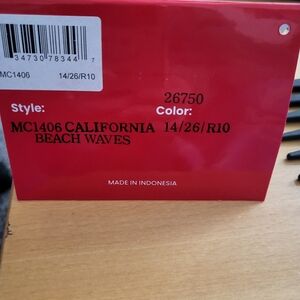 34730 78344 7
MC1406 14/26/R10
26750
Style: Color:
MC1406 CALIFORNIA 14/26/R10
BEACH WAVES
MADE IN INDONESIA